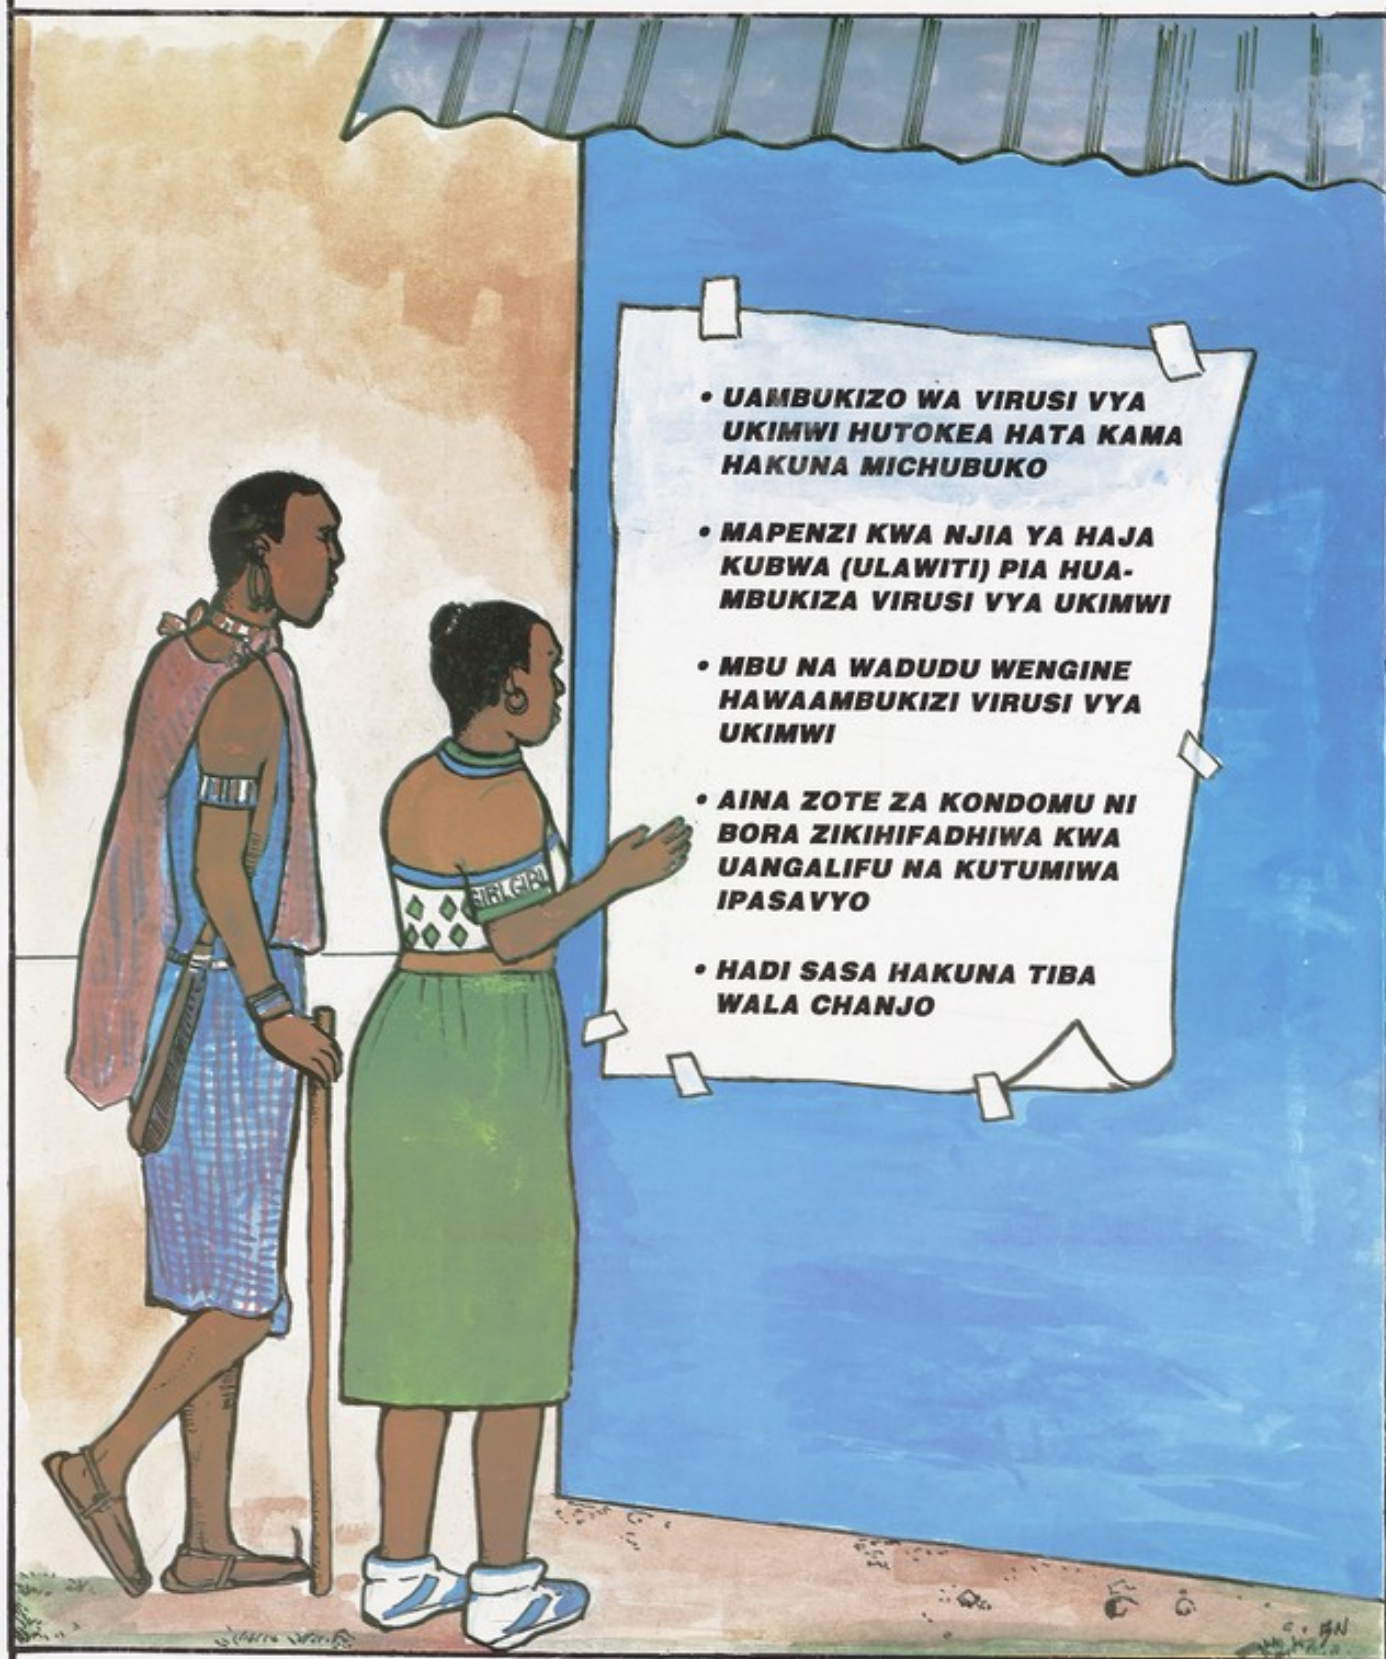 • UAMBUKIZO WA VIRUSI VYA
UKIMWI HUTOKEA HATA KAMA
HAKUNA MICHUBUKO
• MAPENZI KWA NJIA YA HAJA
KUBWA (ULAWITI) PIA HUA-
MBUKIZA VIRUSI VYA UKIMWI
• MBU NA WADUDU WENGINE
HAWAAMBUKIZI VIRUSI VYA
UKIMWI
• AINA ZOTE ZA KONDOMU NI
BORA ZIKIHIFADHIWA KWA
UANGALIFU NA KUTUMIWA
IPASAVYO
• HADI SASA HAKUNA TIBA
WALA CHANJO